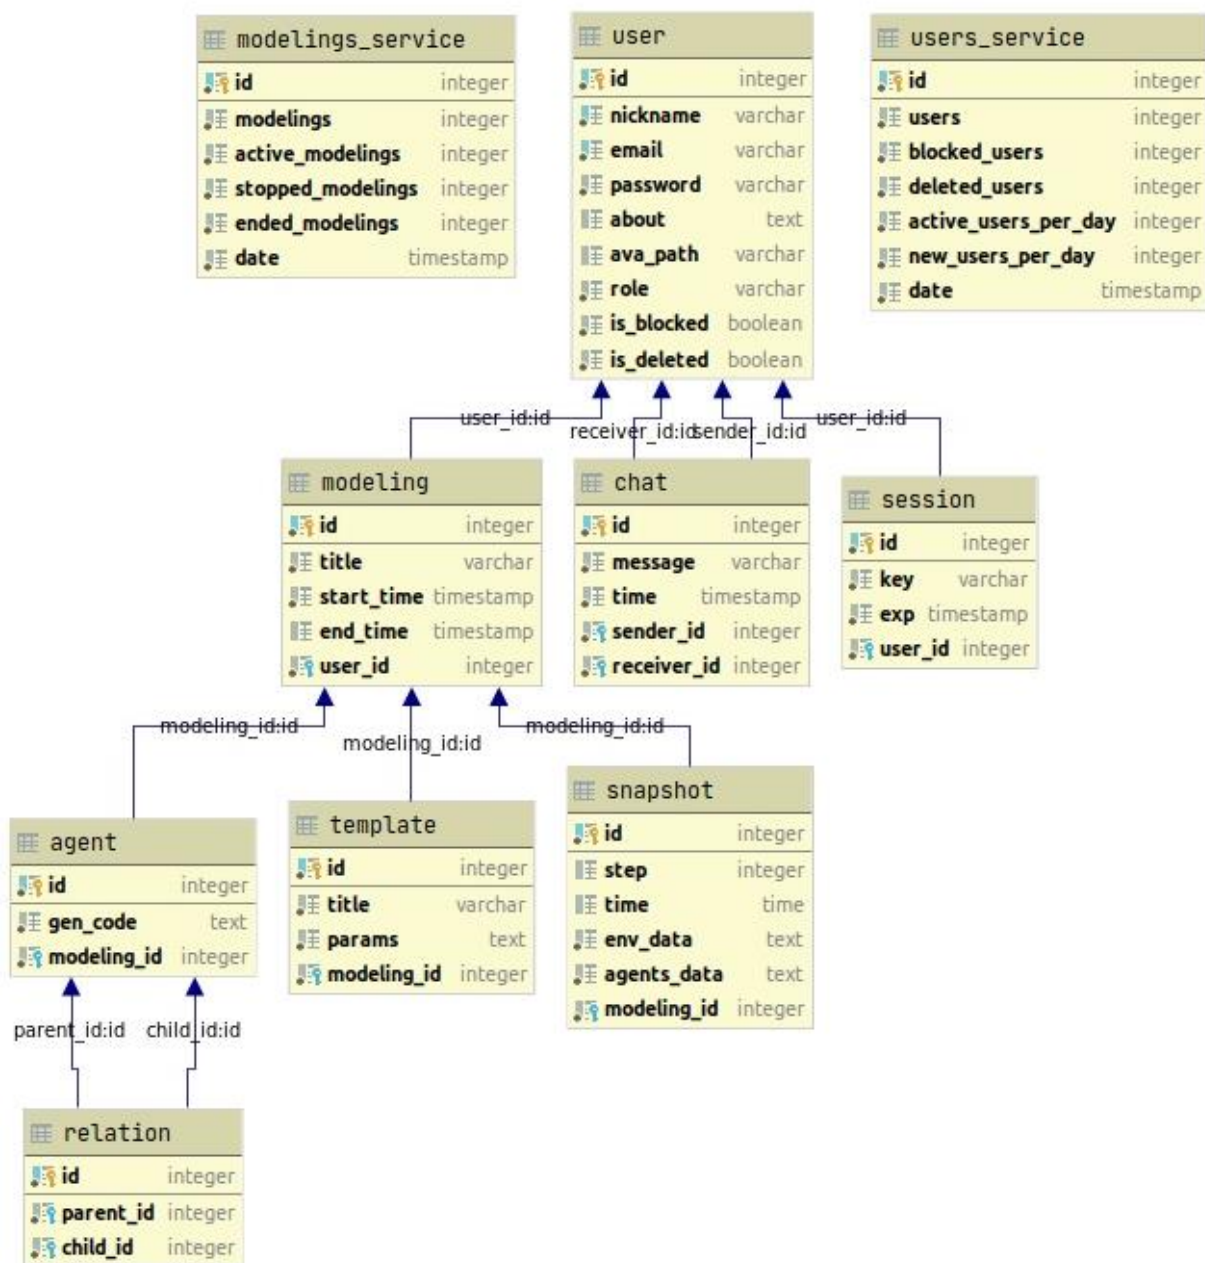 modelings_service
id integer
modelings integer
active_modelings integer
stopped_modelings integer
ended_modelings integer
date timestamp
user
id integer
nickname varchar
email varchar
password varchar
about text
ava_path varchar
role varchar
is_blocked boolean
is_deleted boolean
users_service
id integer
users integer
blocked_users integer
deleted_users integer
active_users_per_day integer
new_users_per_day integer
date timestamp
user_id:id
receiver_id:id
sender_id:id
user_id:id
modeling
id integer
title varchar
start_time timestamp
end_time timestamp
user_id integer
chat
id integer
message varchar
time timestamp
sender_id integer
receiver_id integer
session
id integer
key varchar
exp timestamp
user_id integer
modeling_id:id
modeling_id:id
modeling_id:id
agent
id integer
gen_code text
modeling_id integer
template
id integer
title varchar
params text
modeling_id integer
snapshot
id integer
step integer
time time
env_data text
agents_data text
modeling_id integer
parent_id:id
child_id:id
relation
id integer
parent_id integer
child_id integer